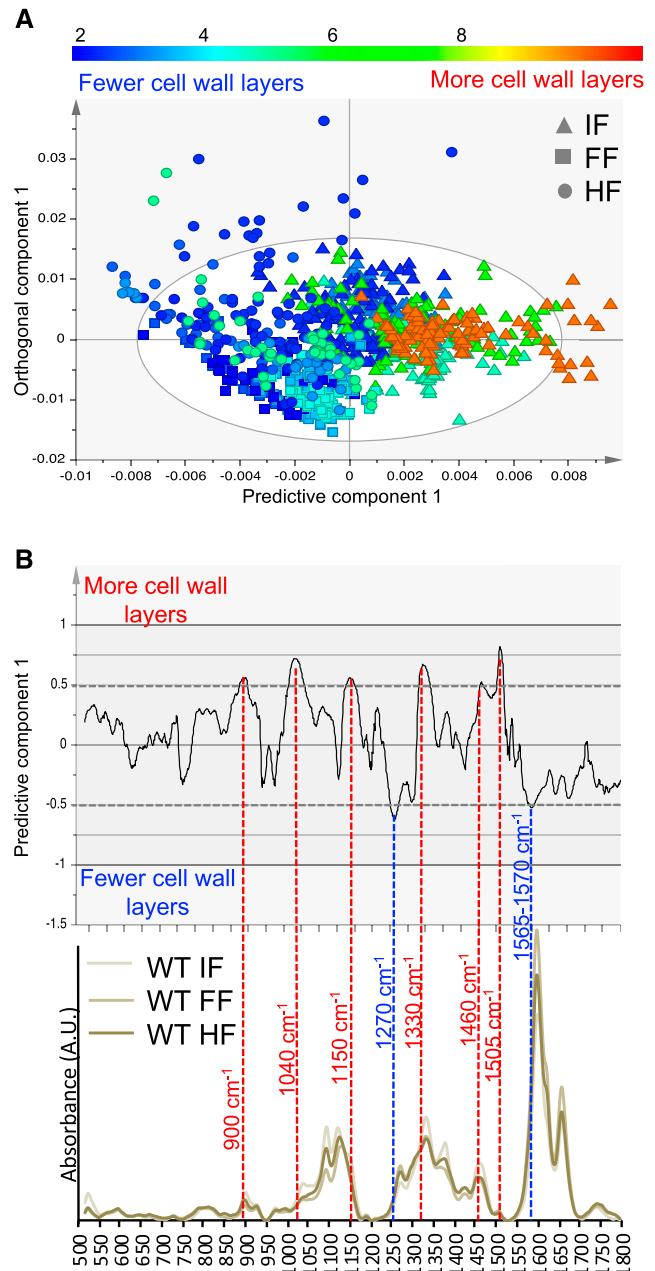 A
2 4 6 8
Fewer cell wall layers
More cell wall layers
IF
FF
HF
0.03
0.02
0.01
0
-0.01
-0.02
Orthogonal component 1
-0.01 -0.008 -0.006 -0.004 -0.002 0 0.002 0.004 0.006 0.008
Predictive component 1
B
More cell wall
layers
1
0.5
0
-0.5
-1
-1.5
Predictive component 1
Fewer cell wall
layers
WT IF
WT FF
WT HF
Absorbance (A.U.)
900 cm-1
1040 cm-1
1150 cm-1
1270 cm-1
1330 cm-1
1460 cm-1
1505 cm-1
1565-1570 cm-1
500 550 600 650 700 750 800 850 900 950 1000 1050 1100 1150 1200 1250 1300 1350 1400 1450 1500 1550 1600 1650 1700 1750 1800